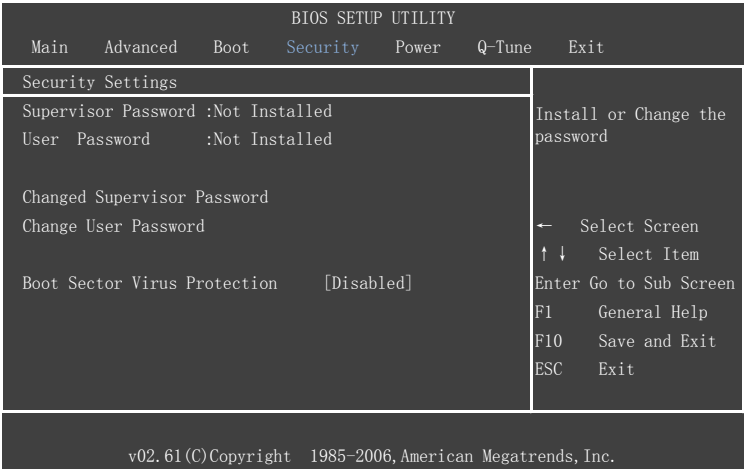 BIOS SETUP UTILITY
Main Advanced Boot Security Power Q-Tune Exit
Security Settings
Supervisor Password :Not Installed
User Password :Not Installed
Changed Supervisor Password
Change User Password
Boot Sector Virus Protection [Disabled]
Install or Change the
password
← Select Screen
↑↓ Select Item
Enter Go to Sub Screen
F1 General Help
F10 Save and Exit
ESC Exit
v02.61(C)Copyright 1985-2006,American Megatrends,Inc.